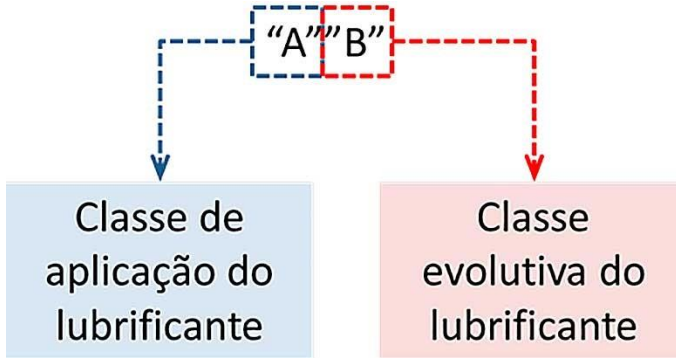 “A””B”
Classe de
aplicação do
lubrificante
Classe
evolutiva do
lubrificante